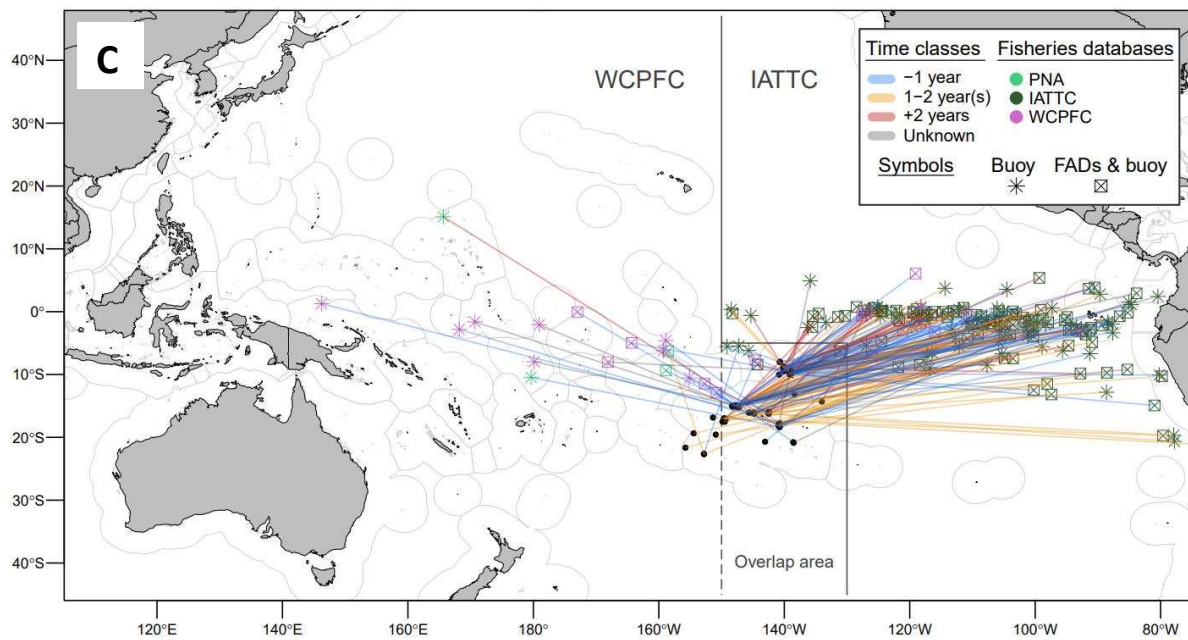 C
WCPFC IATTC
Time classes Fisheries databases
−1 year PNA
1−2 year(s) IATTC
+2 years WCPFC
Unknown
Symbols Buoy FADs & buoy
40°N
30°N
20°N
10°N
0°
10°S
20°S
30°S
40°S
Overlap area
120°E 140°E 160°E 180° 160°W 140°W 120°W 100°W 80°W